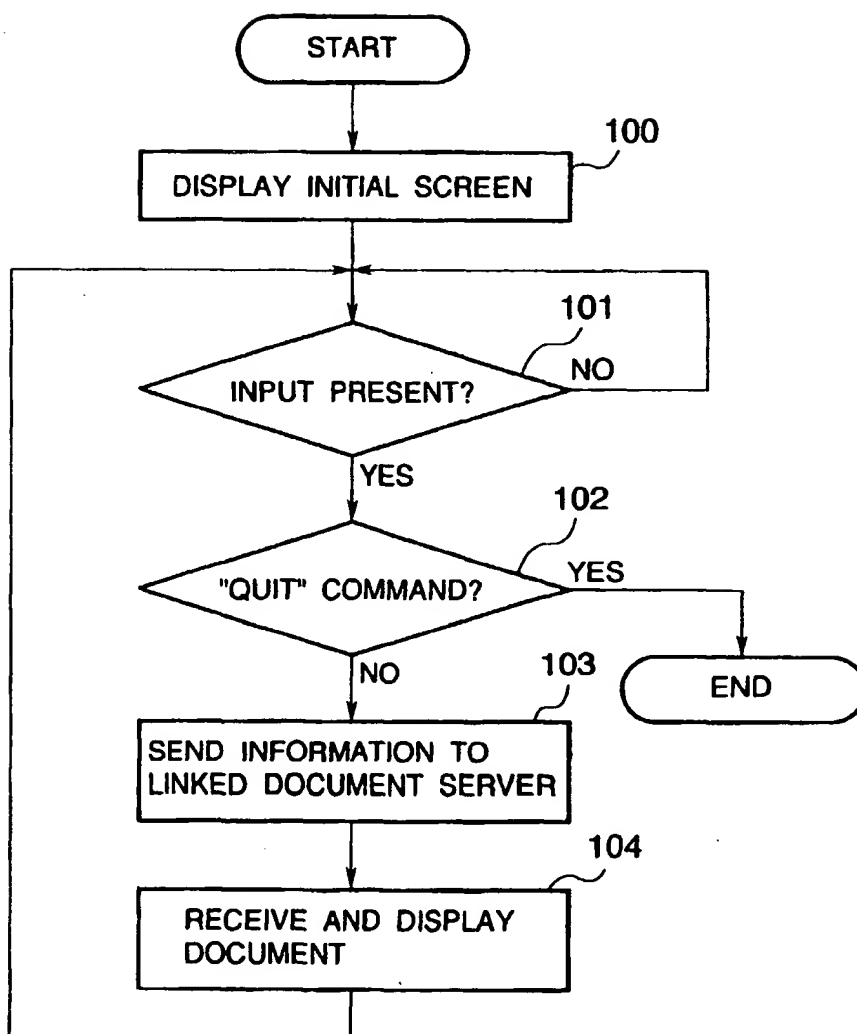 START
100
DISPLAY INITIAL SCREEN
101
INPUT PRESENT?
NO
YES
102
"QUIT" COMMAND?
YES
NO
END
103
SEND INFORMATION TO
LINKED DOCUMENT SERVER
104
RECEIVE AND DISPLAY
DOCUMENT